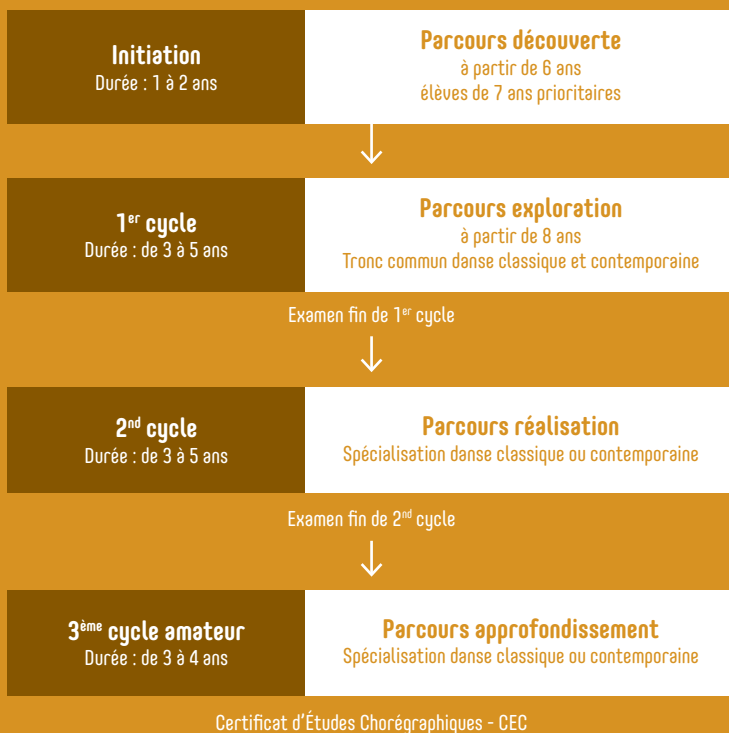 Initiation
Durée : 1 à 2 ans
Parcours découverte
à partir de 6 ans
élèves de 7 ans prioritaires
1er cycle
Durée : de 3 à 5 ans
Parcours exploration
à partir de 8 ans
Tronc commun danse classique et contemporaine
Examen fin de 1er cycle
2nd cycle
Durée : de 3 à 5 ans
Parcours réalisation
Spécialisation danse classique ou contemporaine
Examen fin de 2nd cycle
3ème cycle amateur
Durée : de 3 à 4 ans
Parcours approfondissement
Spécialisation danse classique ou contemporaine
Certificat d'Études Chorégraphiques - CEC